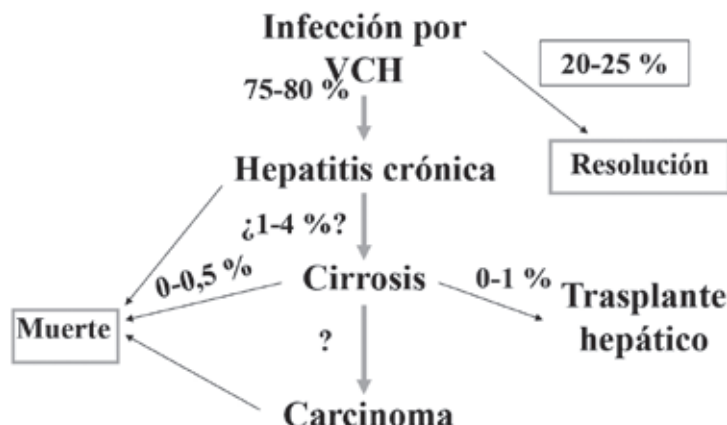 Infección por
VCH
20-25 %
75-80 %
Hepatitis crónica
Resolución
¿1-4 %?
0-0,5 %
Cirrosis
0-1 %
Trasplante
hepático
Muerte
?
Carcinoma